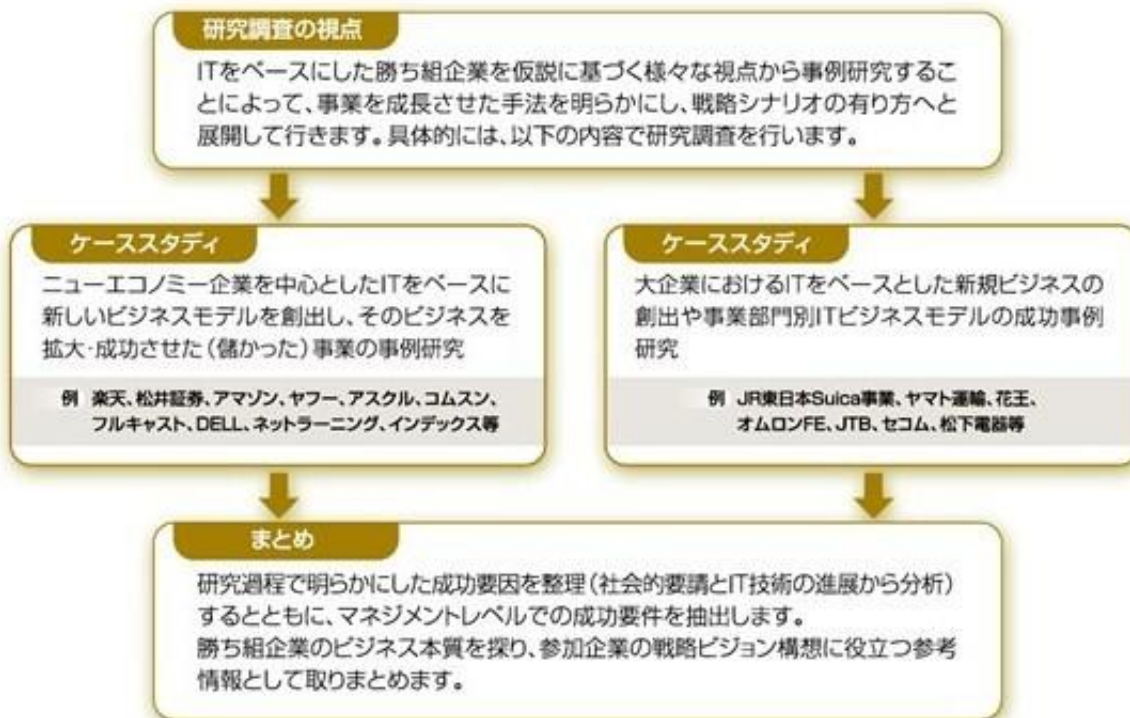 研究調査の視点
ITをベースにした勝ち組企業を仮説に基づく様々な視点から事例研究するこ
とによって、事業を成長させた手法を明らかにし、戦略シナリオの有り方へと
展開して行きます。具体的には、以下の内容で研究調査を行います。
ケーススタディ
ニューエコノミー企業を中心としたITをベースに
新しいビジネスモデルを創出し、そのビジネスを
拡大・成功させた(儲かった)事業の事例研究
例 楽天、松井証券、アマゾン、ヤフー、アスクル、コムスン、
フルキャスト、DELL、ネットラーニング、インデックス等
ケーススタディ
大企業におけるITをベースとした新規ビジネスの
創出や事業部門別ITビジネスモデルの成功事例
研究
例 JR東日本Suica事業、ヤマト運輸、花王、
オムロンFE、JTB、セコム、松下電器等
まとめ
研究過程で明らかにした成功要因を整理(社会的要請とIT技術の進展から分析)
するとともに、マネジメントレベルでの成功要件を抽出します。
勝ち組企業のビジネス本質を探り、参加企業の戦略ビジョン構想に役立つ参考
情報として取りまとめます。